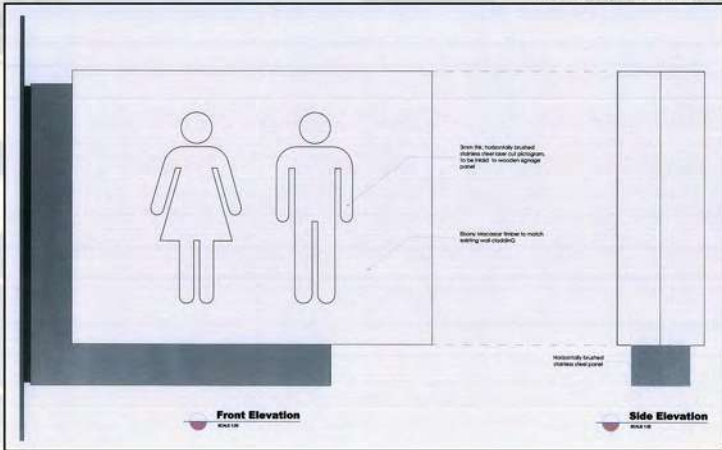 3mm thk. horizontally brushed
stainless steel laser cut pictogram,
to be inlaid to wooden signage
panel
Ebony Macassar timber to match
existing wall claddinG
Horizontally brushed
stainless steel panel
Front Elevation
Side Elevation